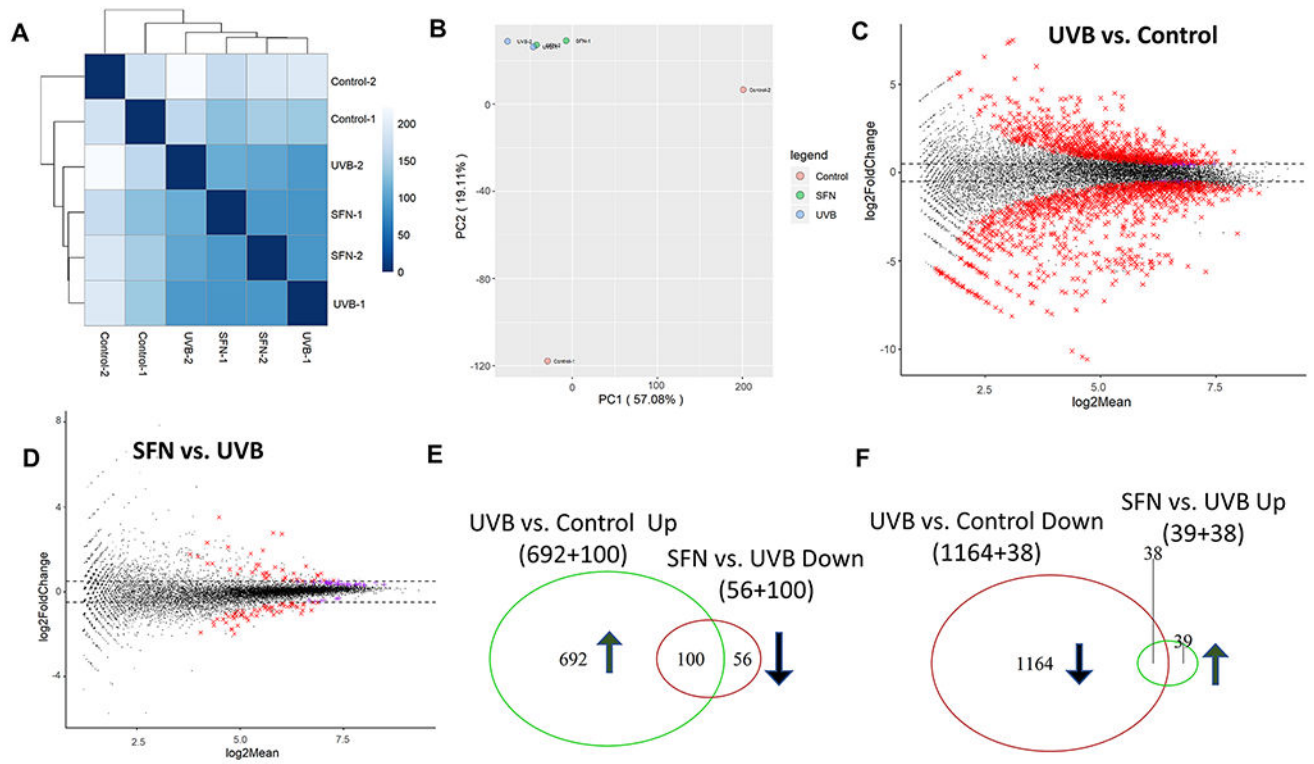 A
Control-2
Control-1
UVB-2
SFN-1
SFN-2
UVB-1
Control-2
Control-1
UVB-2
SFN-1
SFN-2
UVB-1
200
150
100
50
0
B
UVB-2
SFN-1
Control-2
Control-1
0
-40
-80
-120
0
100
200
PC2 ( 19.11% )
PC1 ( 57.08% )
legend
Control
SFN
UVB
C
UVB vs. Control
5
0
-5
-10
2.5
5.0
7.5
log2FoldChange
log2Mean
D
SFN vs. UVB
8
4
0
-4
2.5
5.0
7.5
log2FoldChange
log2Mean
E
UVB vs. Control Up
(692+100)
SFN vs. UVB Down
(56+100)
692
100
56
F
UVB vs. Control Down
(1164+38)
SFN vs. UVB Up
(39+38)
38
39
1164